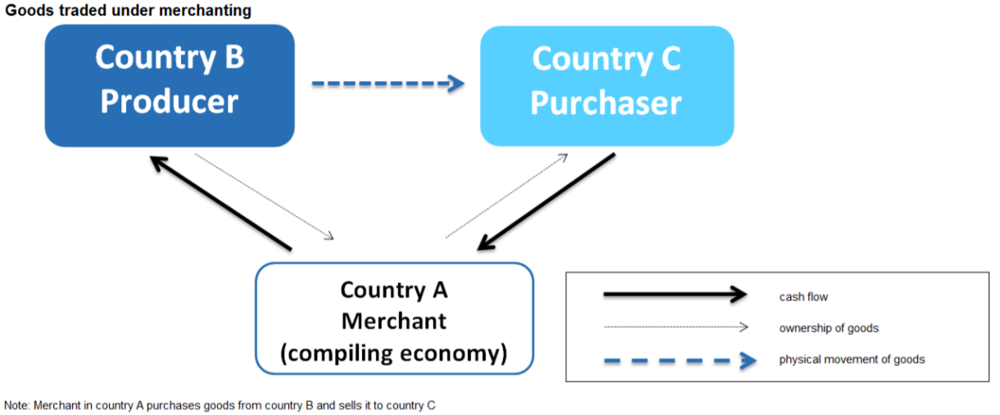 Goods traded under merchanting
Country B
Producer
Country C
Purchaser
Country A
Merchant
(compiling economy)
cash flow
ownership of goods
physical movement of goods
Note: Merchant in country A purchases goods from country B and sells it to country C